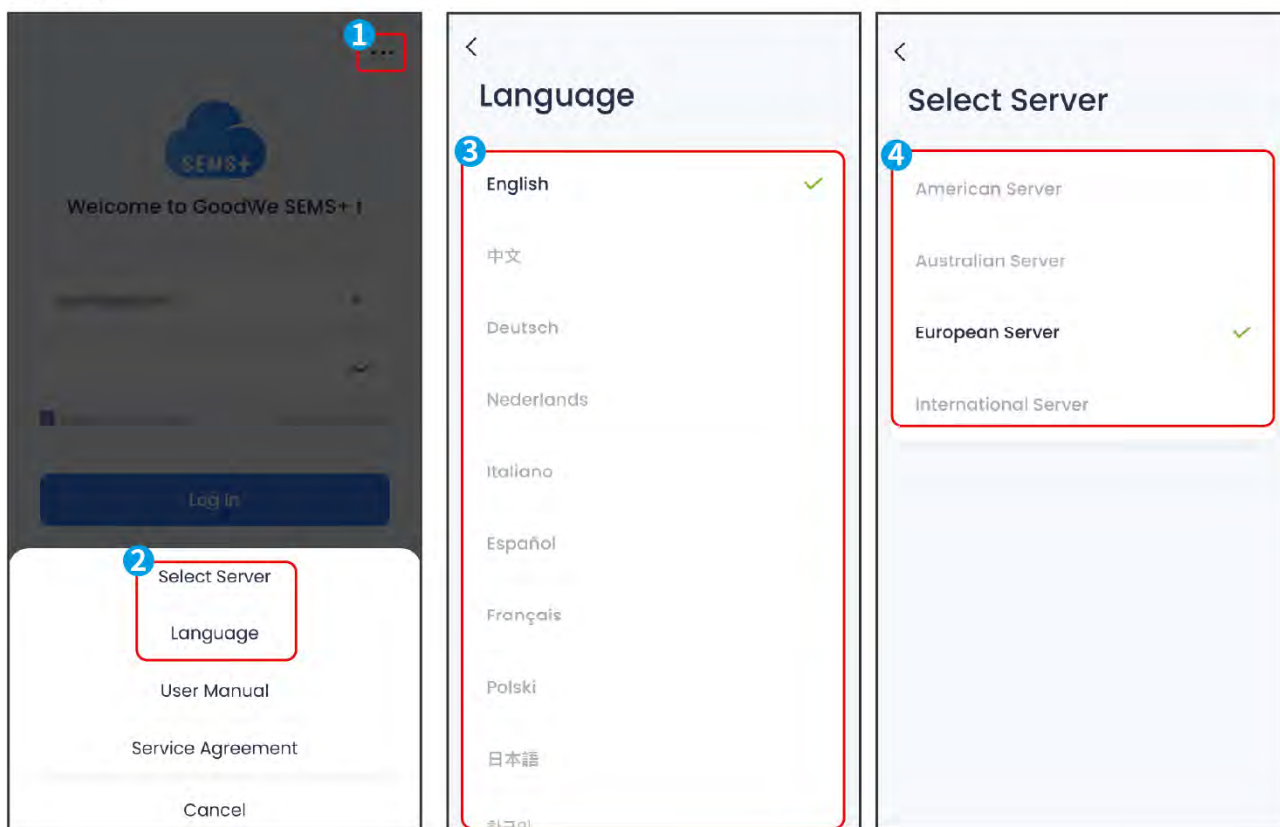 1
...
SEMS+
Welcome to GoodWe SEMS+ !
Log In
2
Select Server
Language
User Manual
Service Agreement
Cancel
Language
3
English
中文
Deutsch
Nederlands
Italiano
Español
Français
Polski
日本語
Select Server
4
American Server
Australian Server
European Server
International Server